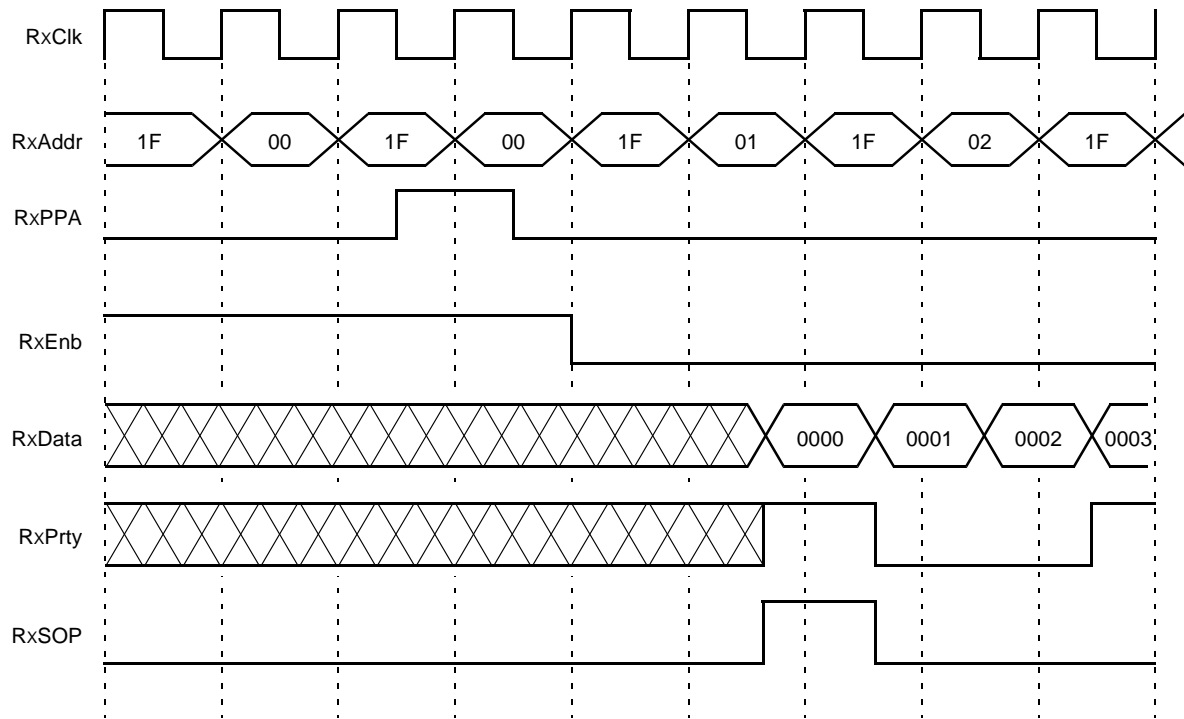 RxClk
RxAddr 1F 00 1F 00 1F 01 1F 02 1F
RxPPA
RxEnb
RxData 0000 0001 0002 0003
RxPrty
RxSOP